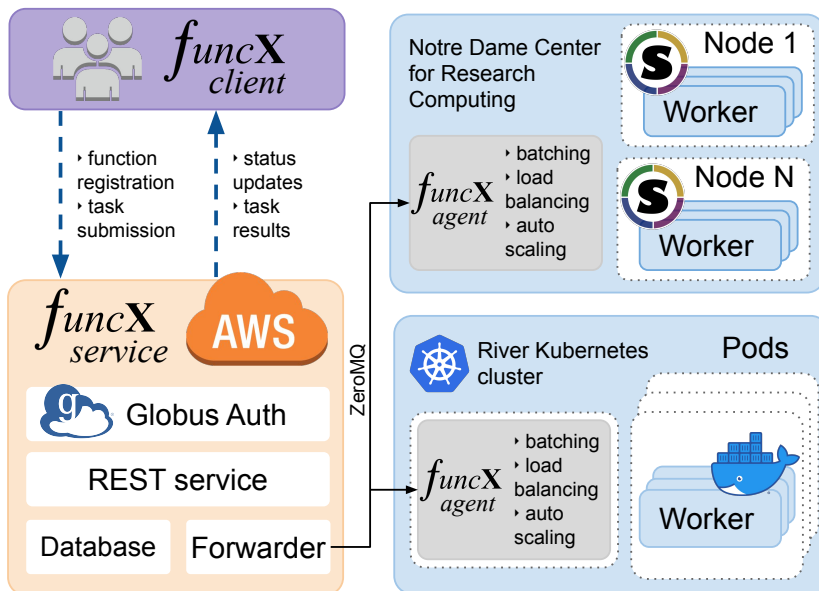 funcX
client
‣ function
registration
‣ task
submission
‣ status
updates
‣ task
results
funcX
service
AWS
g
Globus Auth
REST service
Database
Forwarder
ZeroMQ
Notre Dame Center
for Research
Computing
funcX
agent
‣ batching
‣ load
balancing
‣ auto
scaling
S
Node 1
Worker
S
Node N
Worker
River Kubernetes
cluster
funcX
agent
‣ batching
‣ load
balancing
‣ auto
scaling
Pods
Worker